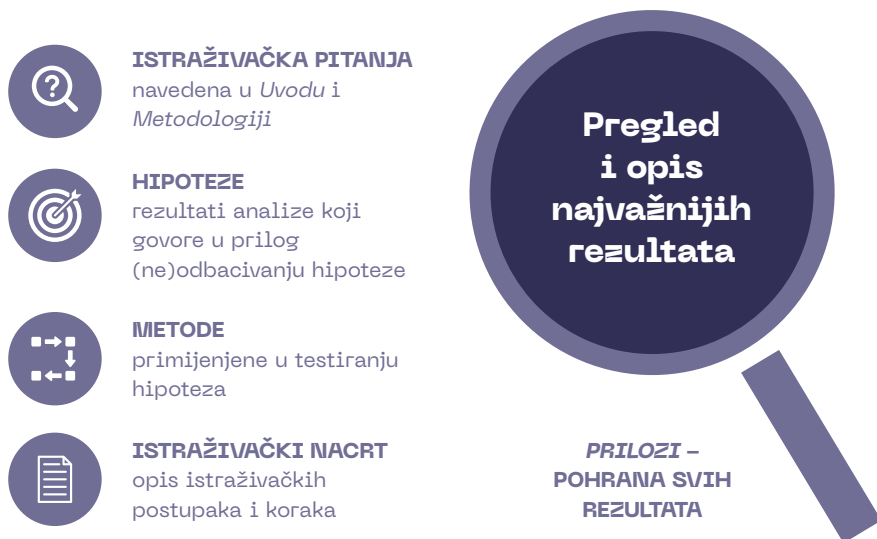 ISTRAŽIVAČKA PITANJA
navedena u Uvodu i
Metodologiji
HIPOTEZE
rezultati analize koji
govore u prilog
(ne)odbacivanju hipoteze
METODE
primijenjene u testiranju
hipoteza
ISTRAŽIVAČKI NACRT
opis istraživačkih
postupaka i koraka
Pregled
i opis
najvažnijih
rezultata
PRILOZI –
POHRANA SVIH
REZULTATA